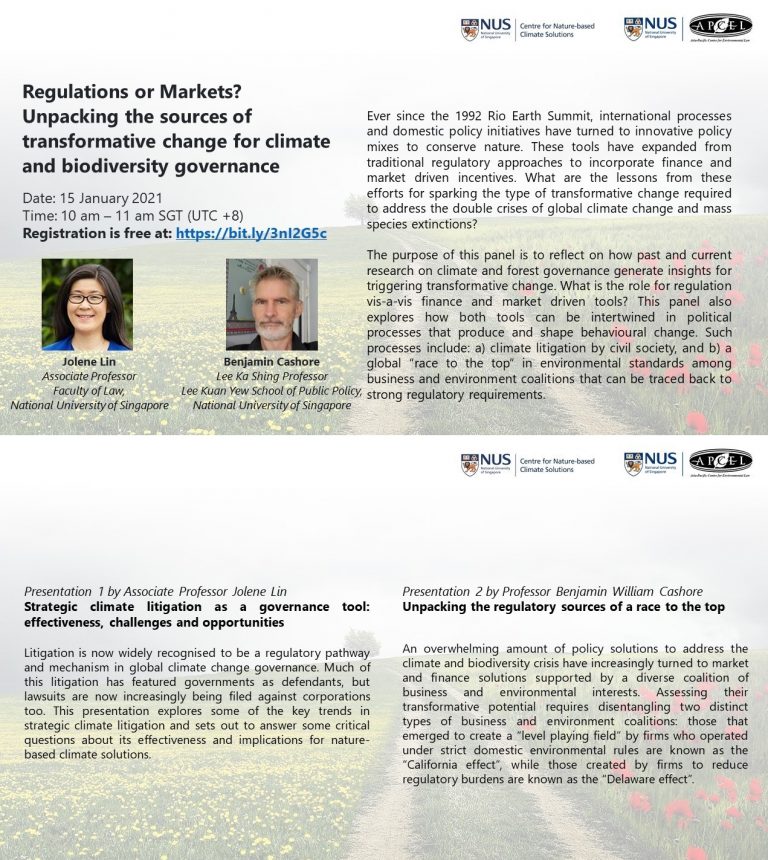 NUS
National University
of Singapore
Centre for Nature-based
Climate Solutions
NUS
National University
of Singapore
APCEL
Asia-Pacific Center for Environmental Law
Regulations or Markets?
Unpacking the sources of
transformative change for climate
and biodiversity governance
Date: 15 January 2021
Time: 10 am – 11 am SGT (UTC +8)
Registration is free at: https://bit.ly/3nI2G5c
Jolene Lin
Associate Professor
Faculty of Law,
National University of Singapore
Benjamin Cashore
Lee Ka Shing Professor
Lee Kuan Yew School of Public Policy,
National University of Singapore
Ever since the 1992 Rio Earth Summit, international processes
and domestic policy initiatives have turned to innovative policy
mixes to conserve nature. These tools have expanded from
traditional regulatory approaches to incorporate finance and
market driven incentives. What are the lessons from these
efforts for sparking the type of transformative change required
to address the double crises of global climate change and mass
species extinctions?
The purpose of this panel is to reflect on how past and current
research on climate and forest governance generate insights for
triggering transformative change. What is the role for regulation
vis-a-vis finance and market driven tools? This panel also
explores how both tools can be intertwined in political
processes that produce and shape behavioural change. Such
processes include: a) climate litigation by civil society, and b) a
global “race to the top” in environmental standards among
business and environment coalitions that can be traced back to
strong regulatory requirements.
NUS
National University
of Singapore
Centre for Nature-based
Climate Solutions
NUS
National University
of Singapore
APCEL
Asia-Pacific Center for Environmental Law
Presentation 1 by Associate Professor Jolene Lin
Strategic climate litigation as a governance tool:
effectiveness, challenges and opportunities
Litigation is now widely recognised to be a regulatory pathway
and mechanism in global climate change governance. Much of
this litigation has featured governments as defendants, but
lawsuits are now increasingly being filed against corporations
too. This presentation explores some of the key trends in
strategic climate litigation and sets out to answer some critical
questions about its effectiveness and implications for nature-
based climate solutions.
Presentation 2 by Professor Benjamin William Cashore
Unpacking the regulatory sources of a race to the top
An overwhelming amount of policy solutions to address the
climate and biodiversity crisis have increasingly turned to market
and finance solutions supported by a diverse coalition of
business and environmental interests. Assessing their
transformative potential requires disentangling two distinct
types of business and environment coalitions: those that
emerged to create a “level playing field” by firms who operated
under strict domestic environmental rules are known as the
“California effect”, while those created by firms to reduce
regulatory burdens are known as the “Delaware effect”.